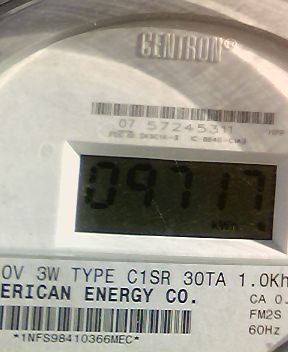 CENTRON®
07 57245311
09717
KWH
0V 3W TYPE C1SR 30TA 1.0Kh
ERICAN ENERGY CO.
CA 0.
FM2S
60Hz
*1NFS98410366MEC*